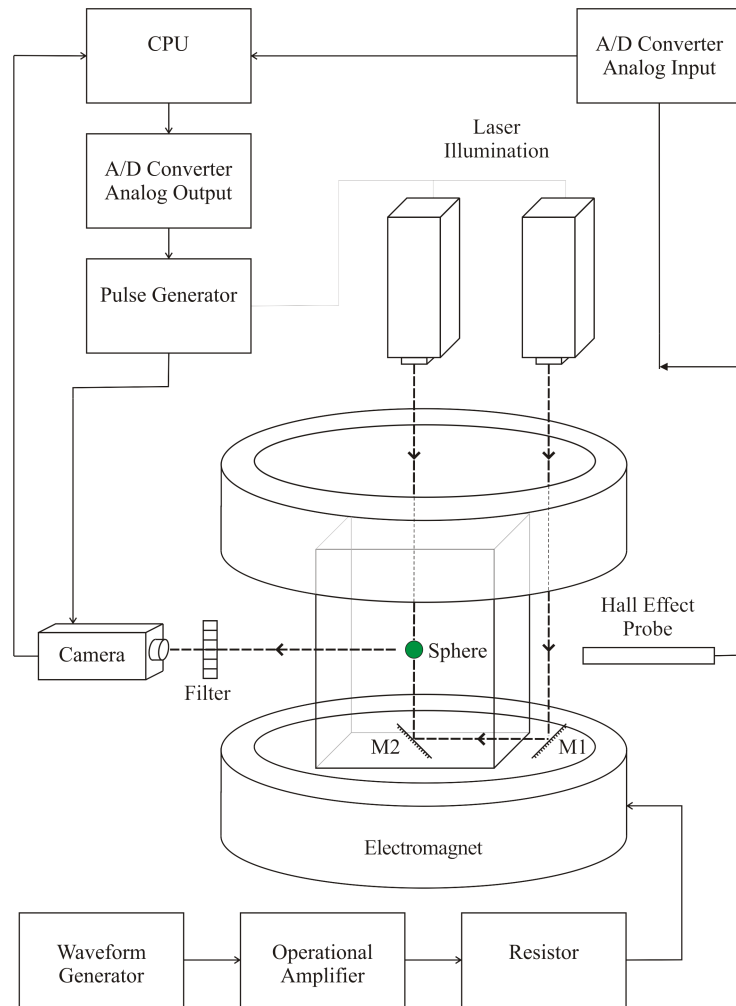 CPU
A/D Converter
Analog Input
Laser
Illumination
A/D Converter
Analog Output
Pulse Generator
Hall Effect
Probe
Camera
Sphere
Filter
M2
M1
Electromagnet
Waveform
Generator
Operational
Amplifier
Resistor